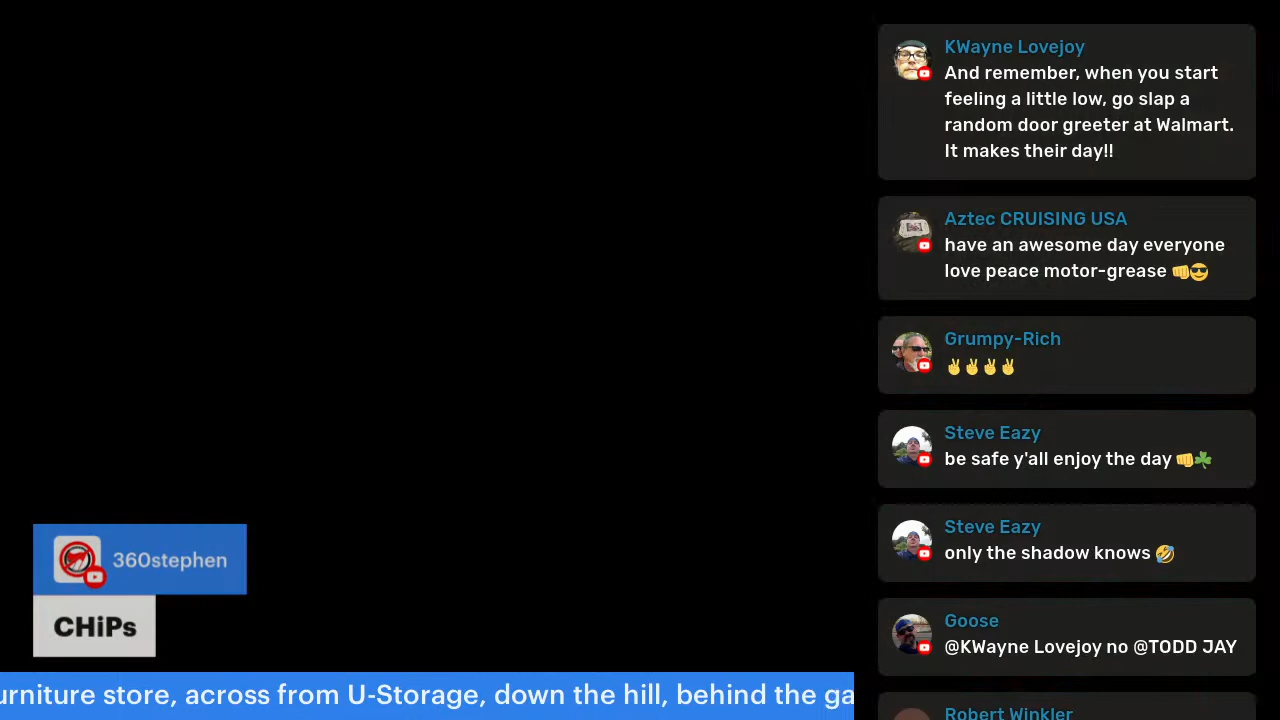 KWayne Lovejoy
And remember, when you start
feeling a little low, go slap a
random door greeter at Walmart.
It makes their day!!
Aztec CRUISING USA
have an awesome day everyone
love peace motor-grease 👊😎
Grumpy-Rich
✌✌✌✌
Steve Eazy
be safe y'all enjoy the day 👊☘️
Steve Eazy
only the shadow knows 🤣
Goose
@KWayne Lovejoy no @TODD JAY
Robert Winkler
360stephen
CHiPs
urniture store, across from U-Storage, down the hill, behind the ga